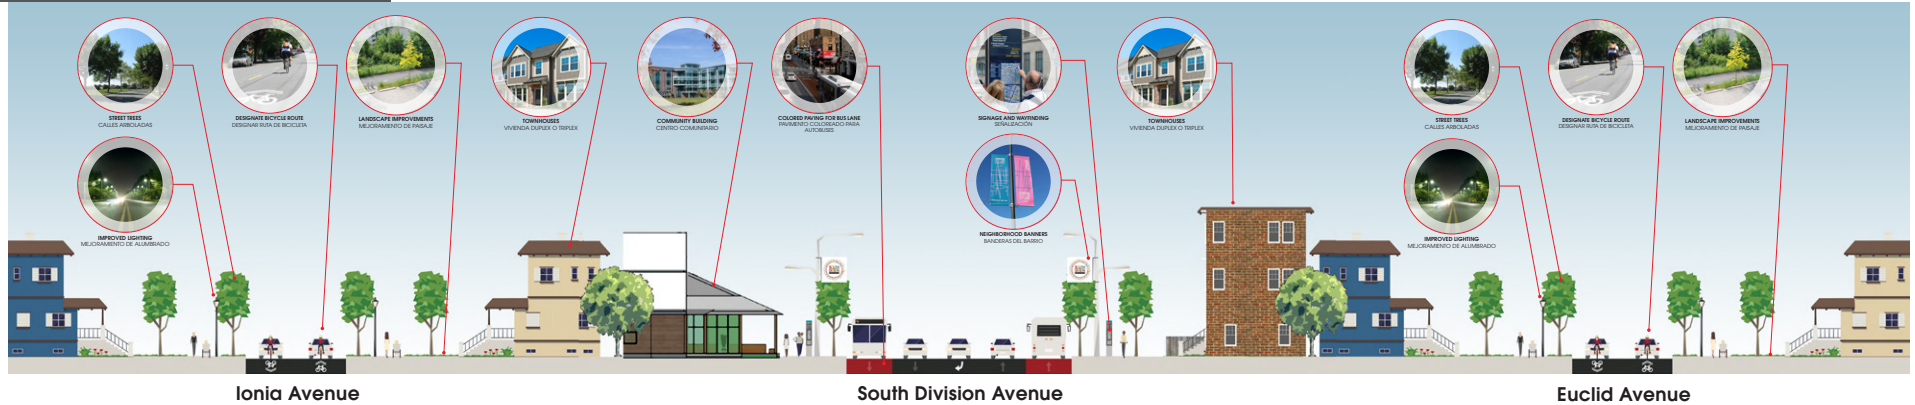 STREET TREES
CALLES ARBOLADAS
DESIGNATE BICYCLE ROUTE
DESIGNAR RUTA DE BICICLETA
LANDSCAPE IMPROVEMENTS
MEJORAMIENTO DE PAISAJE
TOWNHOUSES
VIVIENDA DUPLEX O TRIPLEX
COMMUNITY BUILDING
CENTRO COMUNITARIO
COLORED PAVING FOR BUS LANE
PAVIMENTO COLOREADO PARA
AUTOBUSES
SIGNAGE AND WAYFINDING
SEÑALIZACIÓN
TOWNHOUSES
VIVIENDA DUPLEX O TRIPLEX
STREET TREES
CALLES ARBOLADAS
DESIGNATE BICYCLE ROUTE
DESIGNAR RUTA DE BICICLETA
LANDSCAPE IMPROVEMENTS
MEJORAMIENTO DE PAISAJE
IMPROVED LIGHTING
MEJORAMIENTO DE ALUMBRADO
NEIGHBORHOOD BANNERS
BANDERAS DEL BARRIO
IMPROVED LIGHTING
MEJORAMIENTO DE ALUMBRADO
Ionia Avenue
South Division Avenue
Euclid Avenue